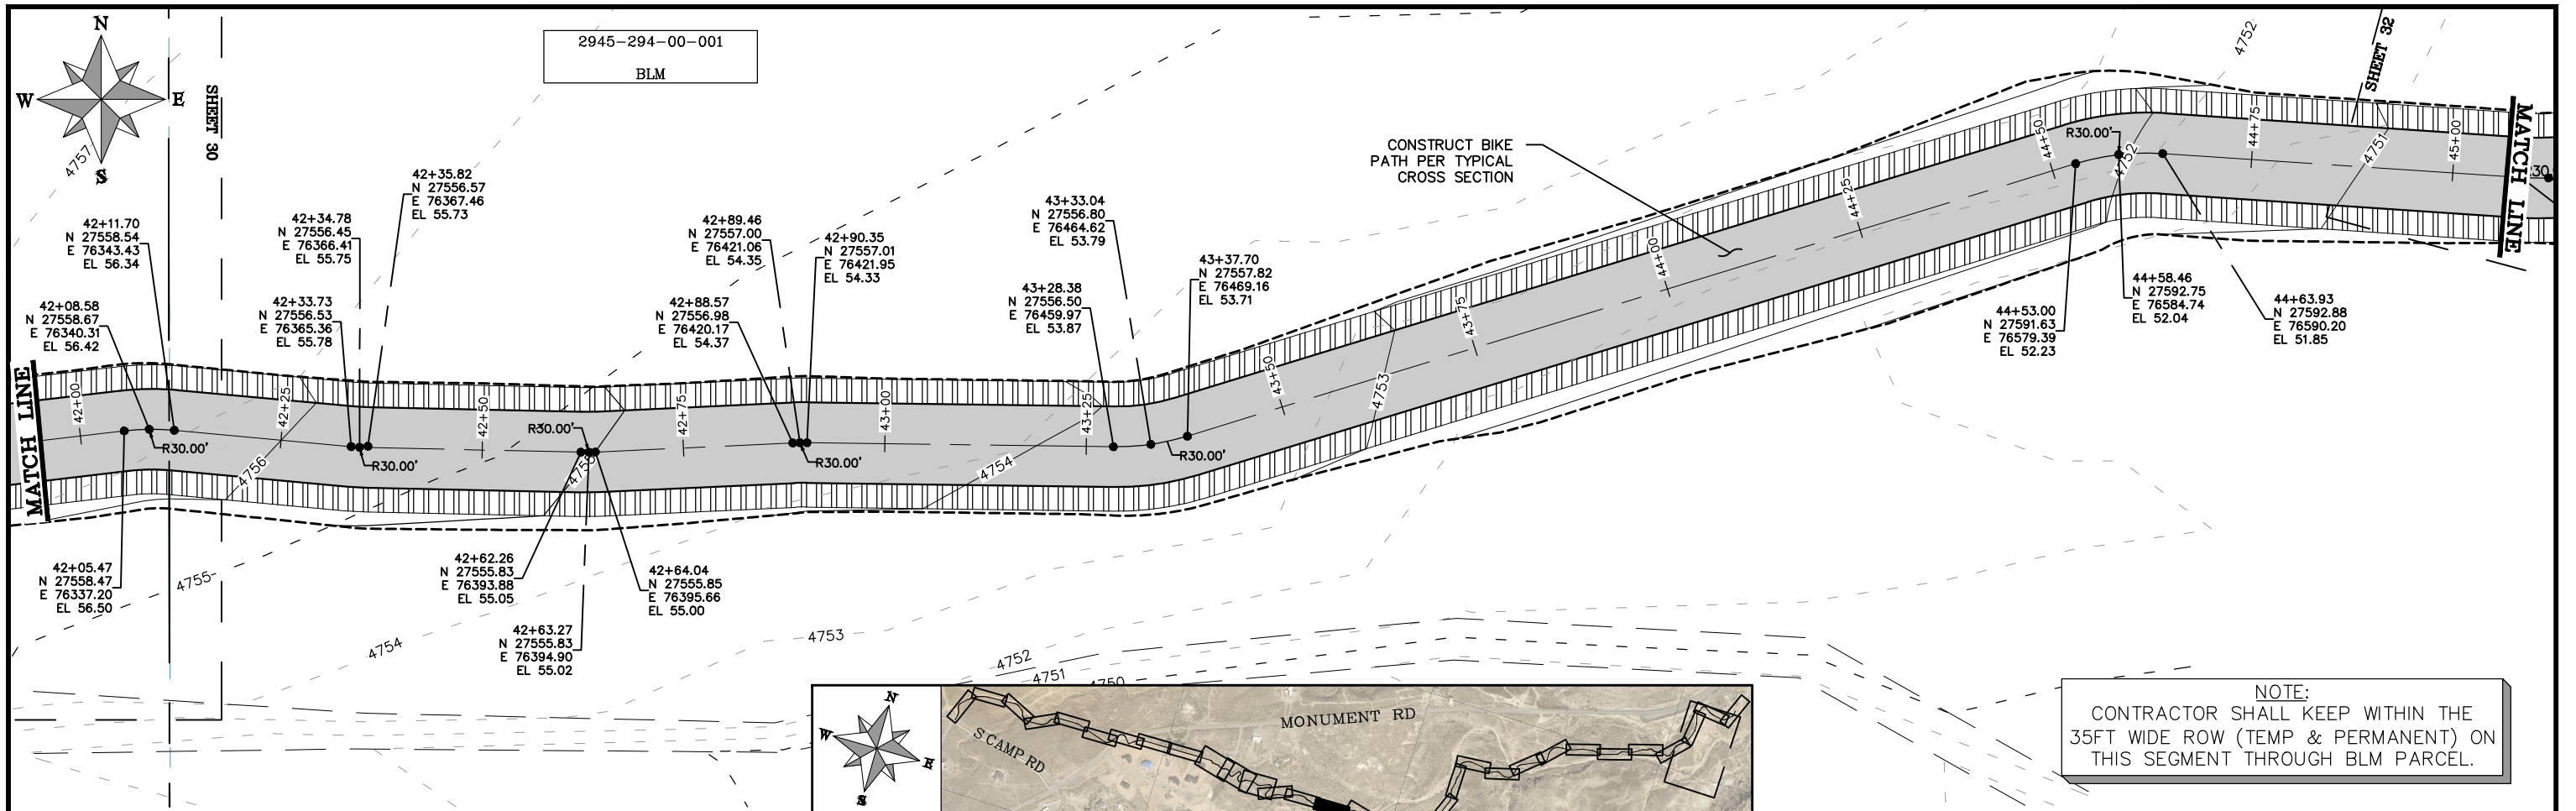 N
W
E
S
4757
SHEET 30
2945-294-00-001
BLM
42+05.47
N 27558.47
E 76337.20
EL 56.50
42+08.58
N 27558.67
E 76340.31
EL 56.42
42+11.70
N 27558.54
E 76343.43
EL 56.34
42+33.73
N 27556.53
E 76365.36
EL 55.78
42+34.78
N 27556.45
E 76366.41
EL 55.75
42+35.82
N 27556.57
E 76367.46
EL 55.73
42+62.26
N 27555.83
E 76393.88
EL 55.05
42+63.27
N 27555.83
E 76394.90
EL 55.02
42+64.04
N 27555.85
E 76395.66
EL 55.00
42+88.57
N 27556.98
E 76420.17
EL 54.37
42+89.46
N 27557.00
E 76421.06
EL 54.35
42+90.35
N 27557.01
E 76421.95
EL 54.33
43+28.38
N 27556.50
E 76459.97
EL 53.87
43+33.04
N 27556.80
E 76464.62
EL 53.79
43+37.70
N 27557.82
E 76469.16
EL 53.71
CONSTRUCT BIKE
PATH PER TYPICAL
CROSS SECTION
44+53.00
N 27591.63
E 76579.39
EL 52.23
44+58.46
N 27592.75
E 76584.74
EL 52.04
44+63.93
N 27592.88
E 76590.20
EL 51.85
4752
SHEET 32
MATCH LINE
42+00
R30.00'
42+25
4756
R30.00'
42+50
R30.00'
42+75
R30.00'
43+00
4754
43+25
R30.00'
43+50
4753
43+75
44+00
44+25
44+50
R30.00'
4752
44+75
4751
45+00
MATCH LINE
4755
4754
4753
4752
4751
4750
N
W
E
S
SCAMP RD
MONUMENT RD
NOTE:
CONTRACTOR SHALL KEEP WITHIN THE
35FT WIDE ROW (TEMP & PERMANENT) ON
THIS SEGMENT THROUGH BLM PARCEL.